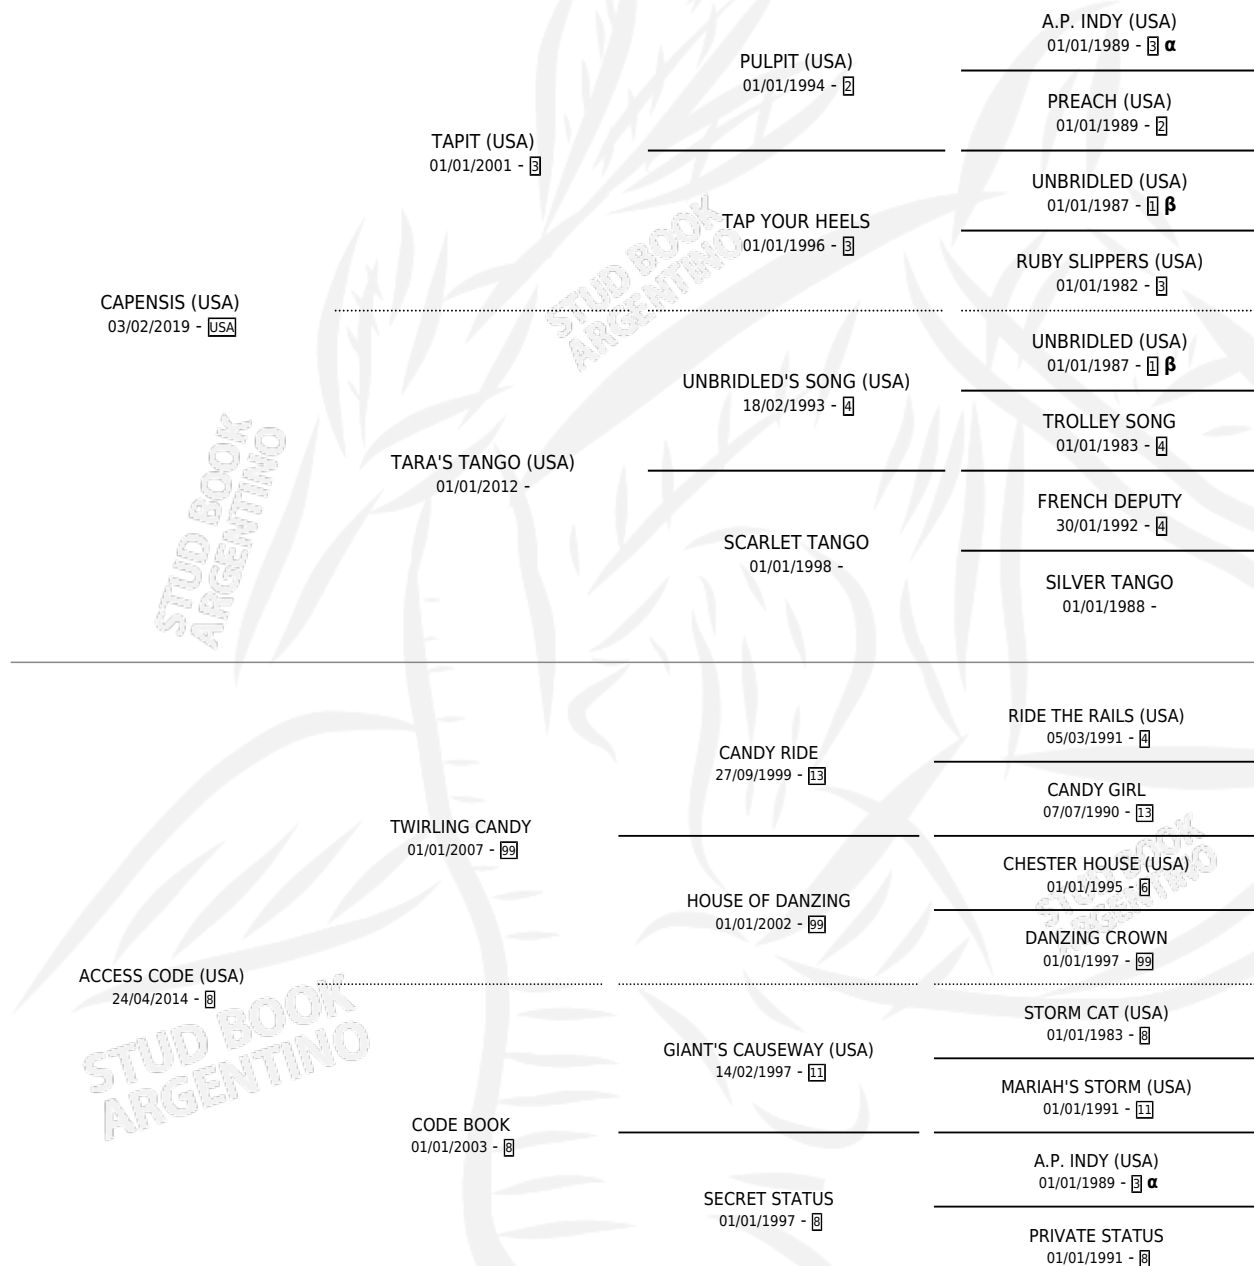 A.P. INDY (USA)
01/01/1989 - 3 α
PULPIT (USA)
01/01/1994 - 2
PREACH (USA)
01/01/1989 - 2
TAPIT (USA)
01/01/2001 - 3
UNBRIDLED (USA)
01/01/1987 - 1 β
TAP YOUR HEELS
01/01/1996 - 3
RUBY SLIPPERS (USA)
01/01/1982 - 3
CAPENSIS (USA)
03/02/2019 - USA
UNBRIDLED (USA)
01/01/1987 - 1 β
UNBRIDLED'S SONG (USA)
18/02/1993 - 4
TROLLEY SONG
01/01/1983 - 4
TARA'S TANGO (USA)
01/01/2012 -
FRENCH DEPUTY
30/01/1992 - 4
SCARLET TANGO
01/01/1998 -
SILVER TANGO
01/01/1988 -
RIDE THE RAILS (USA)
05/03/1991 - 4
CANDY RIDE
27/09/1999 - 13
CANDY GIRL
07/07/1990 - 13
TWIRLING CANDY
01/01/2007 - 99
CHESTER HOUSE (USA)
01/01/1995 - 6
HOUSE OF DANZING
01/01/2002 - 99
DANZING CROWN
01/01/1997 - 99
ACCESS CODE (USA)
24/04/2014 - 8
STORM CAT (USA)
01/01/1983 - 8
GIANT'S CAUSEWAY (USA)
14/02/1997 - 11
MARIAH'S STORM (USA)
01/01/1991 - 11
CODE BOOK
01/01/2003 - 8
A.P. INDY (USA)
01/01/1989 - 3 α
SECRET STATUS
01/01/1997 - 8
PRIVATE STATUS
01/01/1991 - 8
STUD BOOK
ARGENTINO
STUD BOOK
ARGENTINO
STUD BOOK
ARGENTINO
STUD BOOK
ARGENTINO